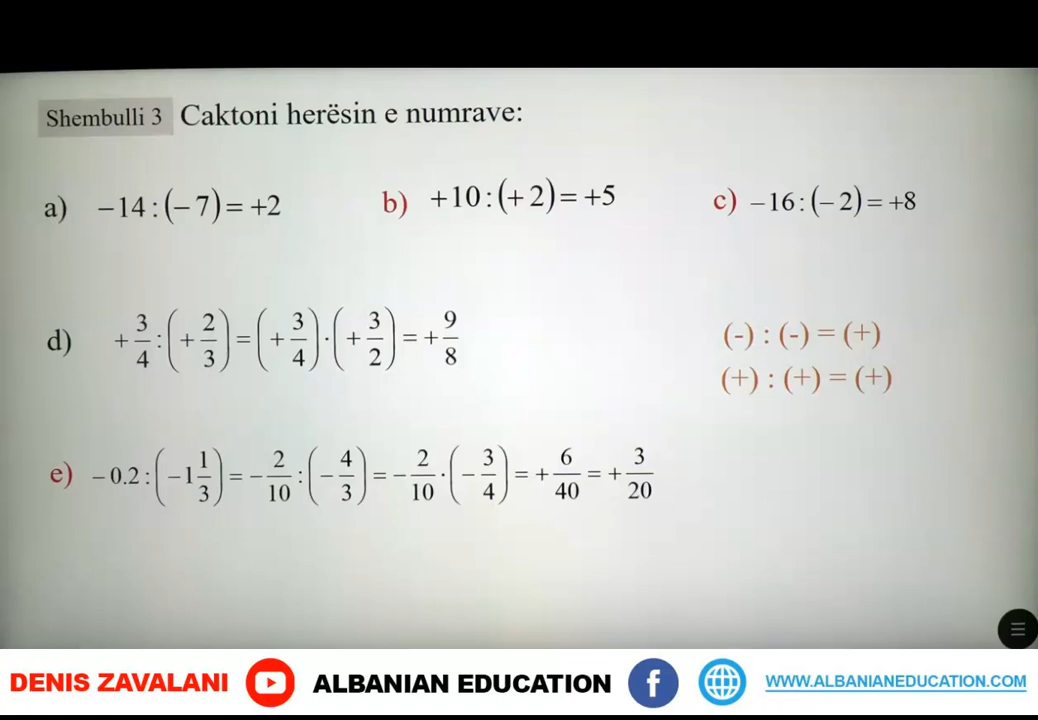 Shembulli 3 Caktoni herësin e numrave:
a) −14 : (−7) = +2 b) +10 : (+2) = +5 c) −16 : (−2) = +8
d) +3/4 : (+2/3) = (+3/4) · (+3/2) = +9/8
(-) : (-) = (+)
(+) : (+) = (+)
e) −0.2 : (−1 1/3) = −2/10 : (−4/3) = −2/10 · (−3/4) = +6/40 = +3/20
DENIS ZAVALANI ALBANIAN EDUCATION f WWW.ALBANIANEDUCATION.COM